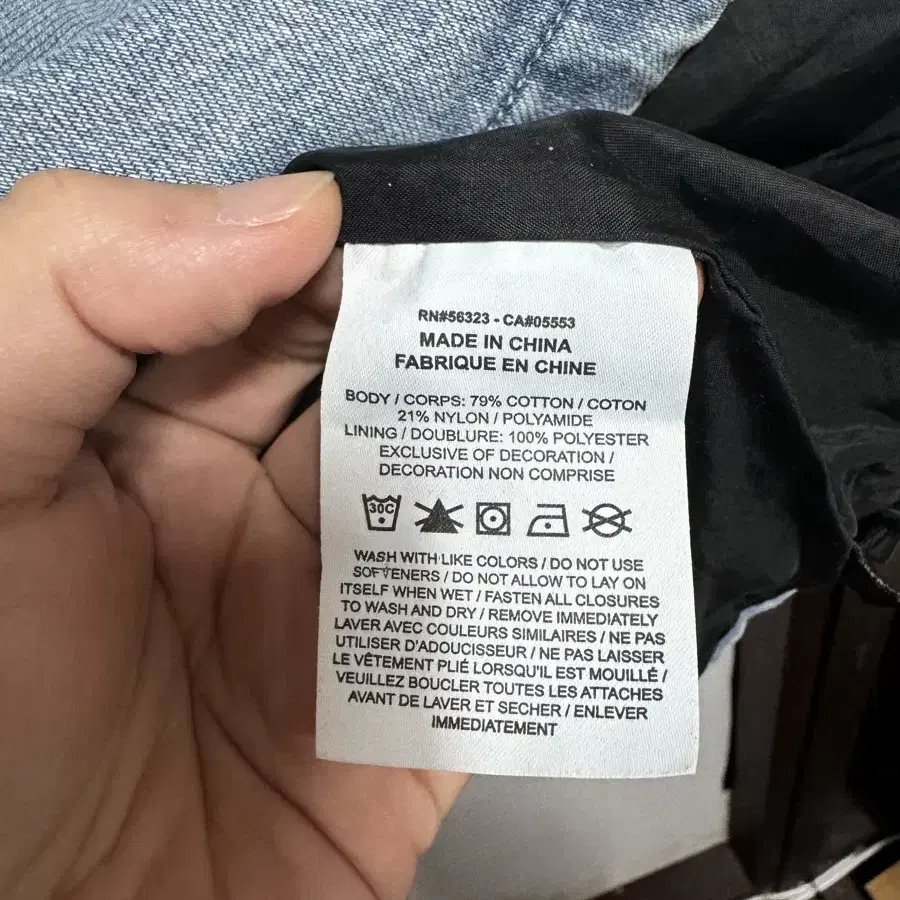 RN#56323 - CA#05553
MADE IN CHINA
FABRIQUE EN CHINE
BODY / CORPS: 79% COTTON / COTON
21% NYLON / POLYAMIDE
LINING / DOUBLURE: 100% POLYESTER
EXCLUSIVE OF DECORATION /
DECORATION NON COMPRISE
30C
WASH WITH LIKE COLORS / DO NOT USE
SOFTENERS / DO NOT ALLOW TO LAY ON
ITSELF WHEN WET / FASTEN ALL CLOSURES
TO WASH AND DRY / REMOVE IMMEDIATELY
LAVER AVEC COULEURS SIMILAIRES / NE PAS
UTILISER D'ADOUCISSEUR / NE PAS LAISSER
LE VÊTEMENT PLIÉ LORSQU'IL EST MOUILLÉ /
VEUILLEZ BOUCLER TOUTES LES ATTACHES
AVANT DE LAVER ET SECHER / ENLEVER
IMMEDIATEMENT